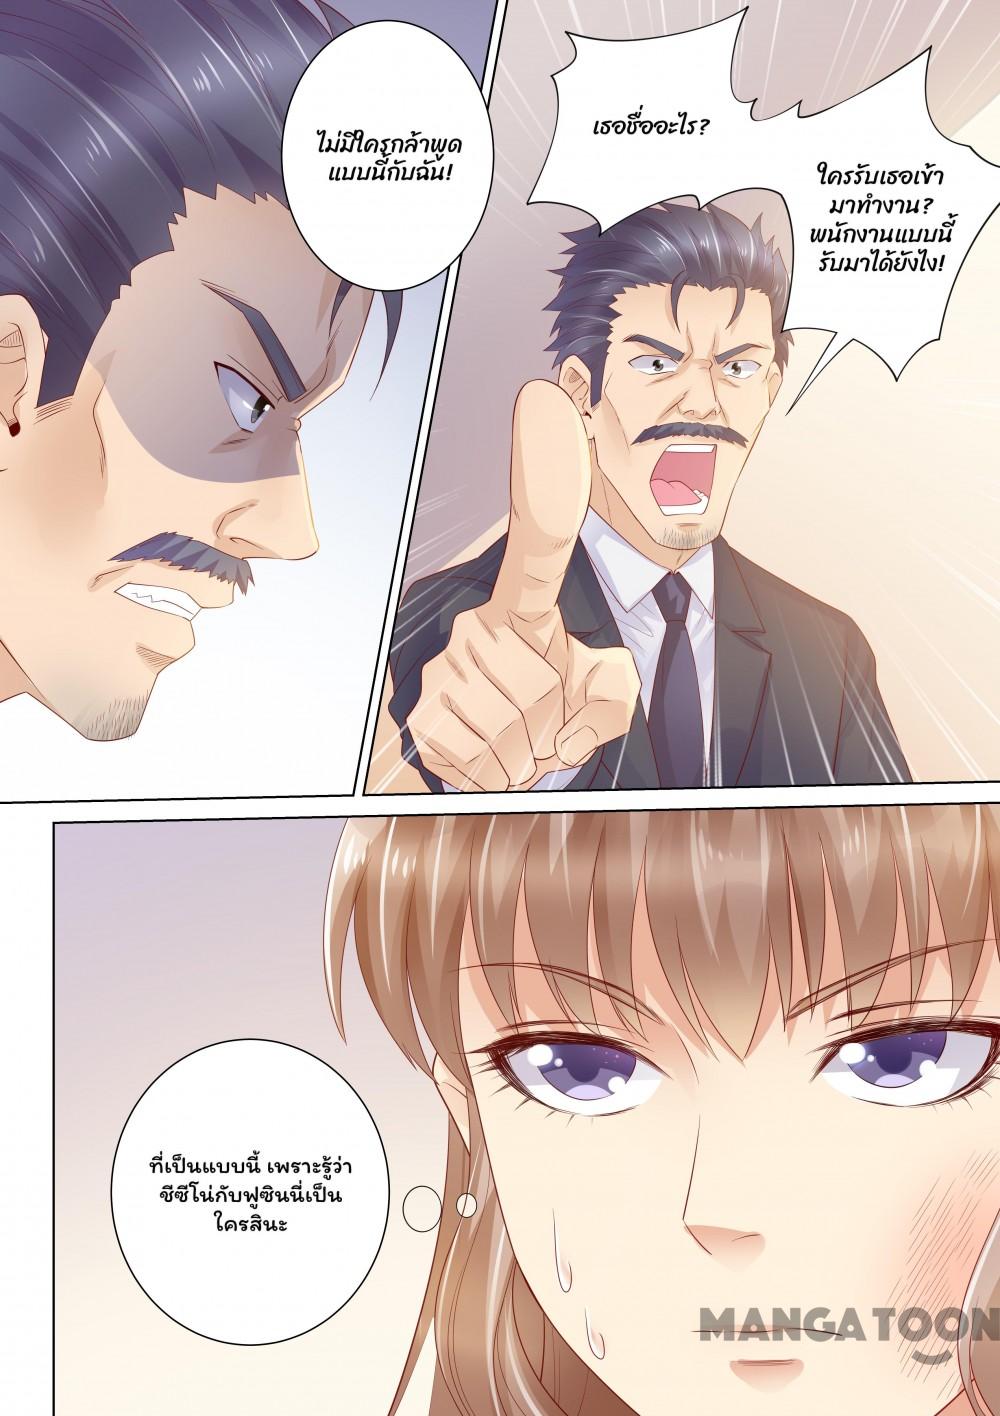 ไม่มีใครกล้าพูด
แบบนี้กับฉัน!
เธอชื่ออะไร?
ใครรับเธอเข้า
มาทำงาน?
พนักงานแบบนี้
รับมาได้ยังไง!
ที่เป็นแบบนี้ เพราะรู้ว่า
ชีซีโน่กับฟูซินนี่เป็น
ใครสินะ
MANGATOON